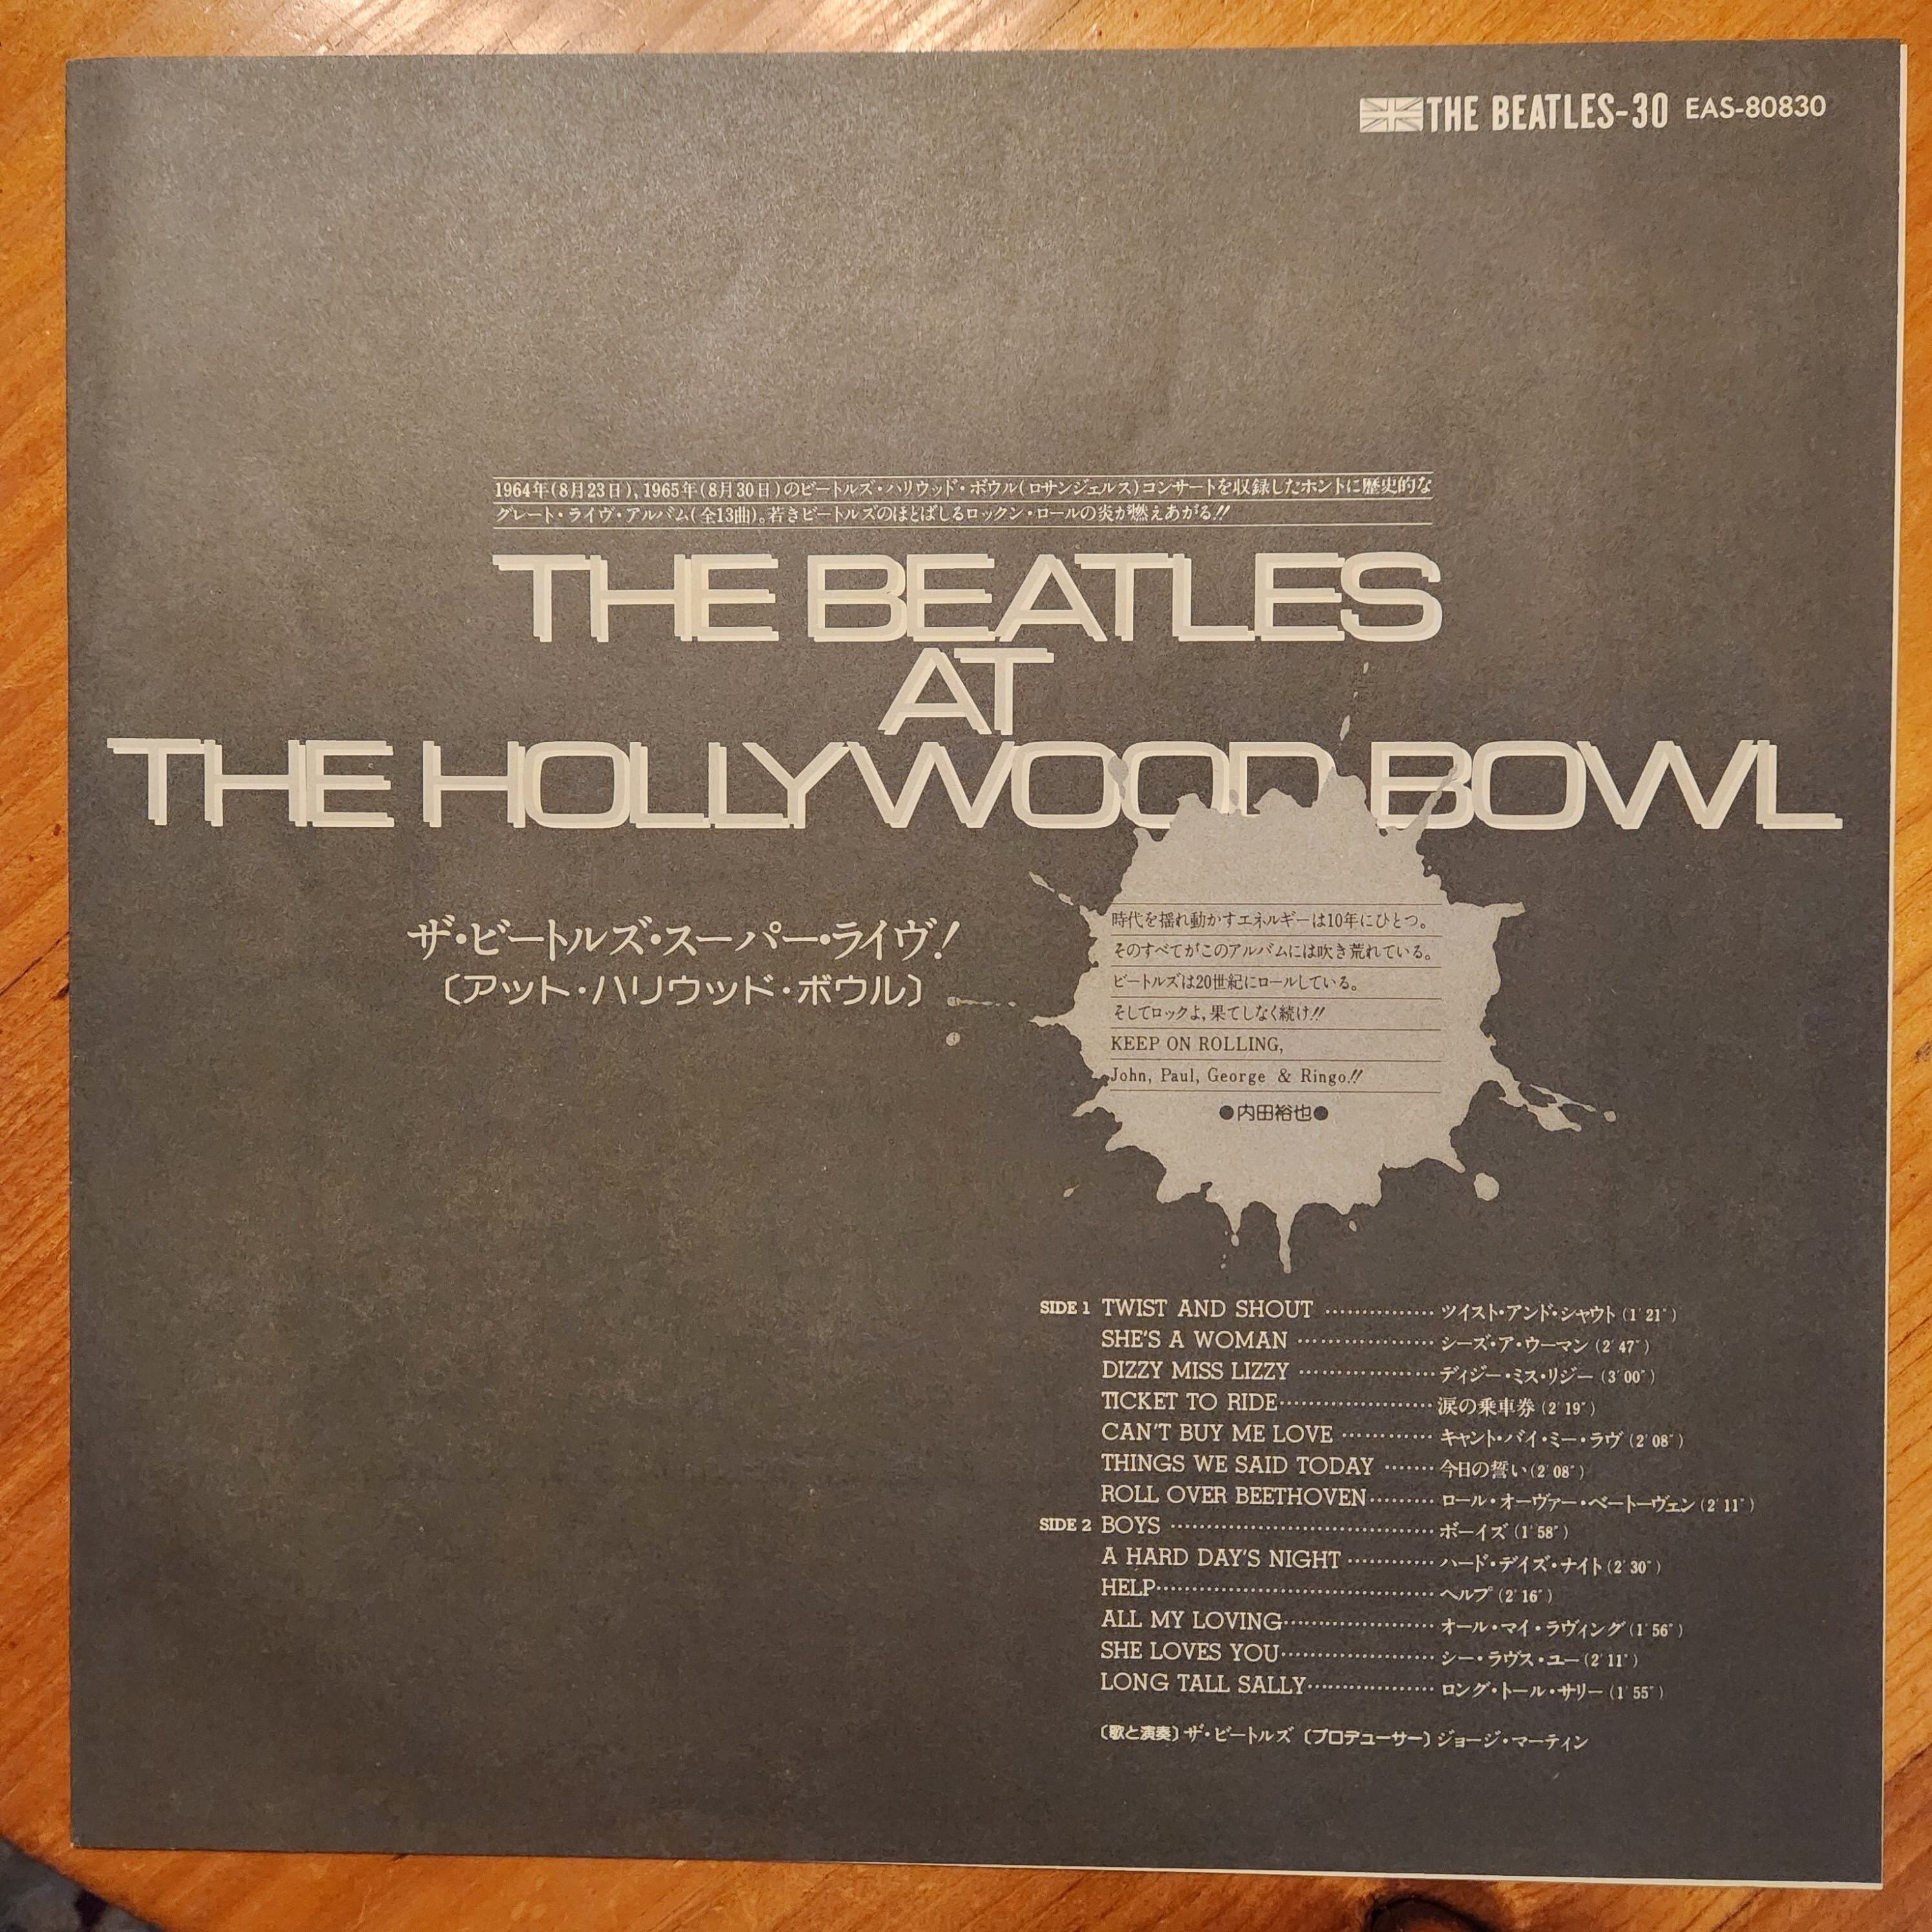 THE BEATLES-30 EAS-80830
1964年(8月23日)、1965年(8月30日)のビートルズ・ハリウッド・ボウル(ロサンジェルス)コンサートを収録したホントに歴史的な
グレート・ライヴ・アルバム(全13曲)。若きビートルズのほとばしるロックン・ロールの炎が燃えあがる!!
THE BEATLES
AT
THE HOLLYWOOD BOWL
ザ・ビートルズ・スーパー・ライヴ!
〔アット・ハリウッド・ボウル〕
時代を揺れ動かすエネルギーは10年にひとつ。
そのすべてがこのアルバムには吹き荒れている。
ビートルズは20世紀にロールしている。
そしてロックよ,果てしなく続け!!
KEEP ON ROLLING,
John, Paul, George & Ringo!!
●内田裕也●
SIDE 1 TWIST AND SHOUT ··············· ツイスト・アンド・シャウト(1′21″)
SHE'S A WOMAN ··················· シーズ・ア・ウーマン(2′47″)
DIZZY MISS LIZZY ··················· ディジー・ミス・リジー(3′00″)
TICKET TO RIDE····················· 涙の乗車券(2′19″)
CAN'T BUY ME LOVE ············ キャント・バイ・ミー・ラヴ(2′08″)
THINGS WE SAID TODAY ······· 今日の誓い(2′08″)
ROLL OVER BEETHOVEN········· ロール・オーヴァー・ベートーヴェン(2′11″)
SIDE 2 BOYS ···································· ボーイズ(1′58″)
A HARD DAY'S NIGHT ············ ハード・デイズ・ナイト(2′30″)
HELP······································ ヘルプ(2′16″)
ALL MY LOVING····················· オール・マイ・ラヴィング(1′56″)
SHE LOVES YOU····················· シー・ラヴス・ユー(2′11″)
LONG TALL SALLY·················· ロング・トール・サリー(1′55″)
〔歌と演奏〕ザ・ビートルズ 〔プロデューサー〕ジョージ・マーティン